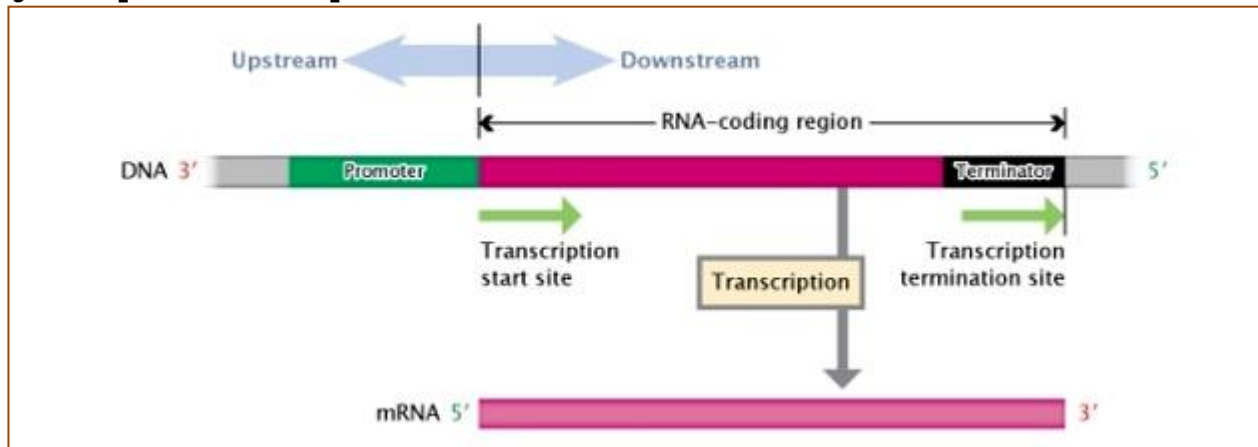 Upstream
Downstream
RNA-coding region
DNA 3′
Promoter
Terminator
5′
Transcription
start site
Transcription
Transcription
termination site
mRNA 5′
3′